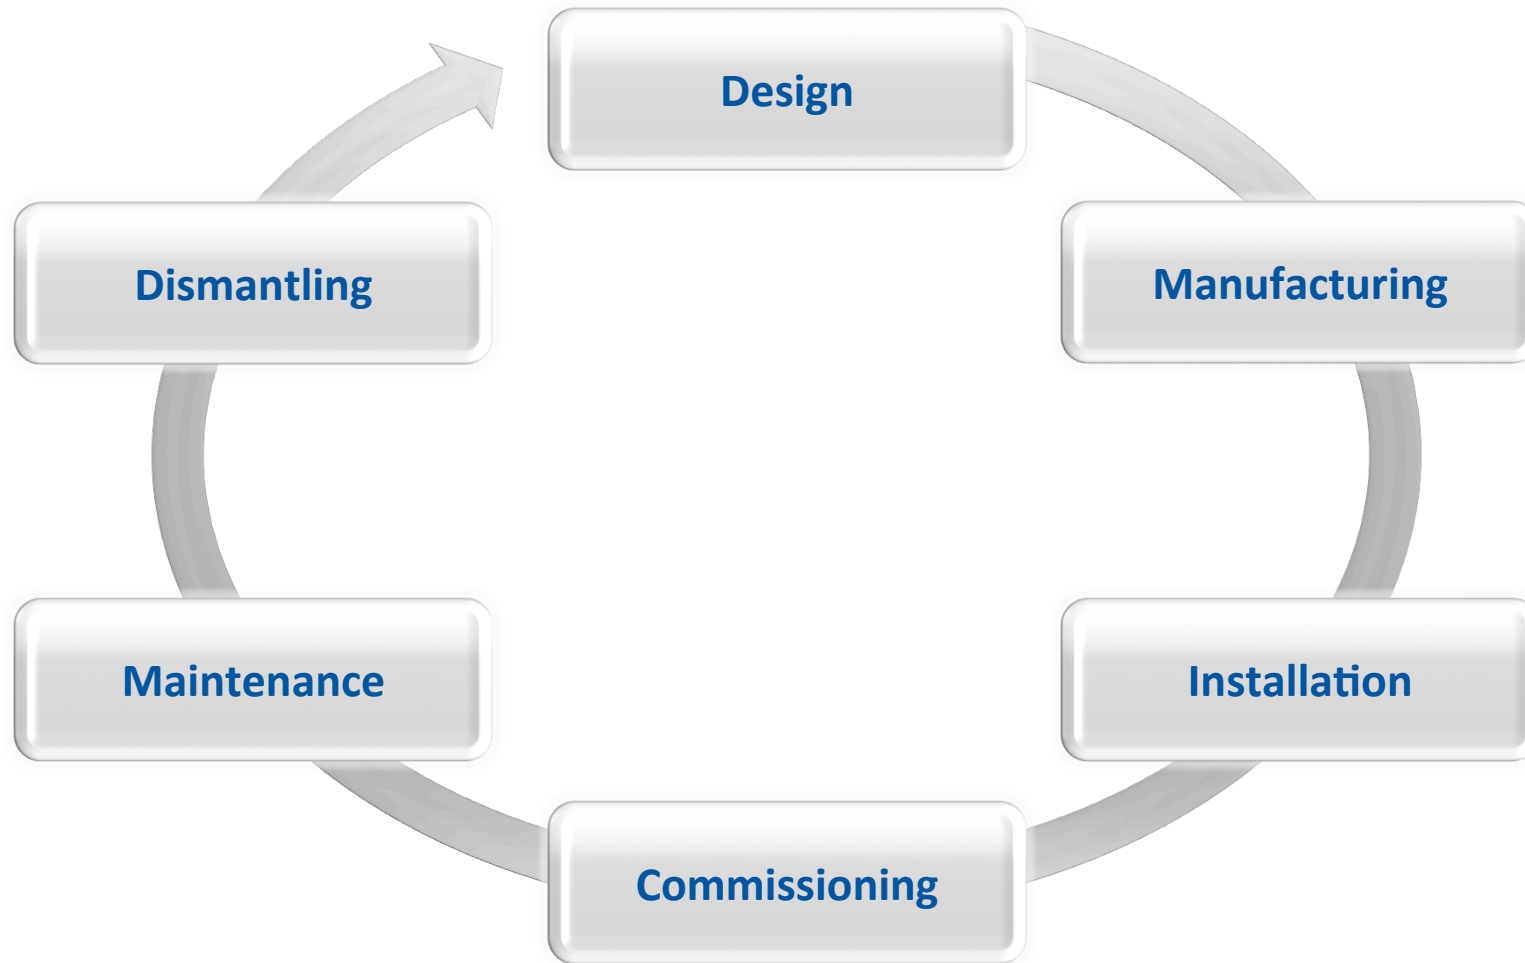 Design
Manufacturing
Installation
Commissioning
Maintenance
Dismantling